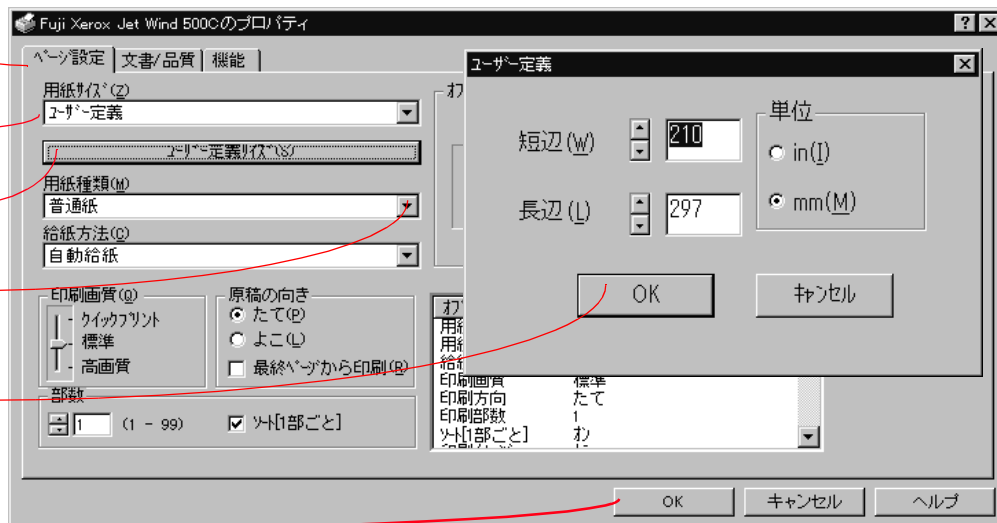 Fuji Xerox Jet Wind 500Cのプロパティ
ページ設定 文書/品質 機能
用紙サイズ(Z)
ユーザー定義
ユーザー定義サイズ(S)
用紙種類(M)
普通紙
給紙方法(C)
自動給紙
印刷画質(Q)
クイックプリント
標準
高画質
原稿の向き
たて(P)
よこ(L)
最終ページから印刷(R)
部数
1 (1 - 99)
ソート[1部ごと]
印刷画質 標準
印刷方向 たて
印刷部数 1
ソート[1部ごと] オン
OK キャンセル ヘルプ
ユーザー定義
短辺(W) 210
長辺(L) 297
単位
in(I)
mm(M)
OK キャンセル